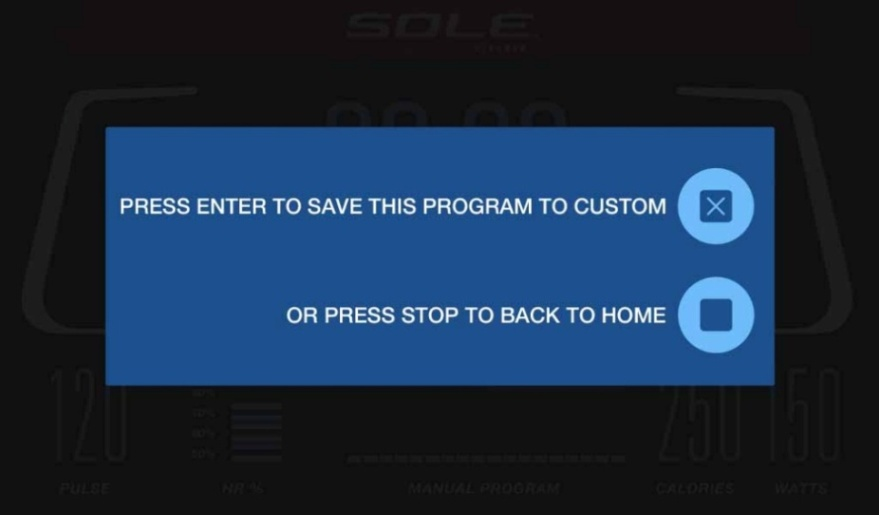 SOLE
PRESS ENTER TO SAVE THIS PROGRAM TO CUSTOM
OR PRESS STOP TO BACK TO HOME
120
250
150
PULSE
HR %
MANUAL PROGRAM
CALORIES
WATTS